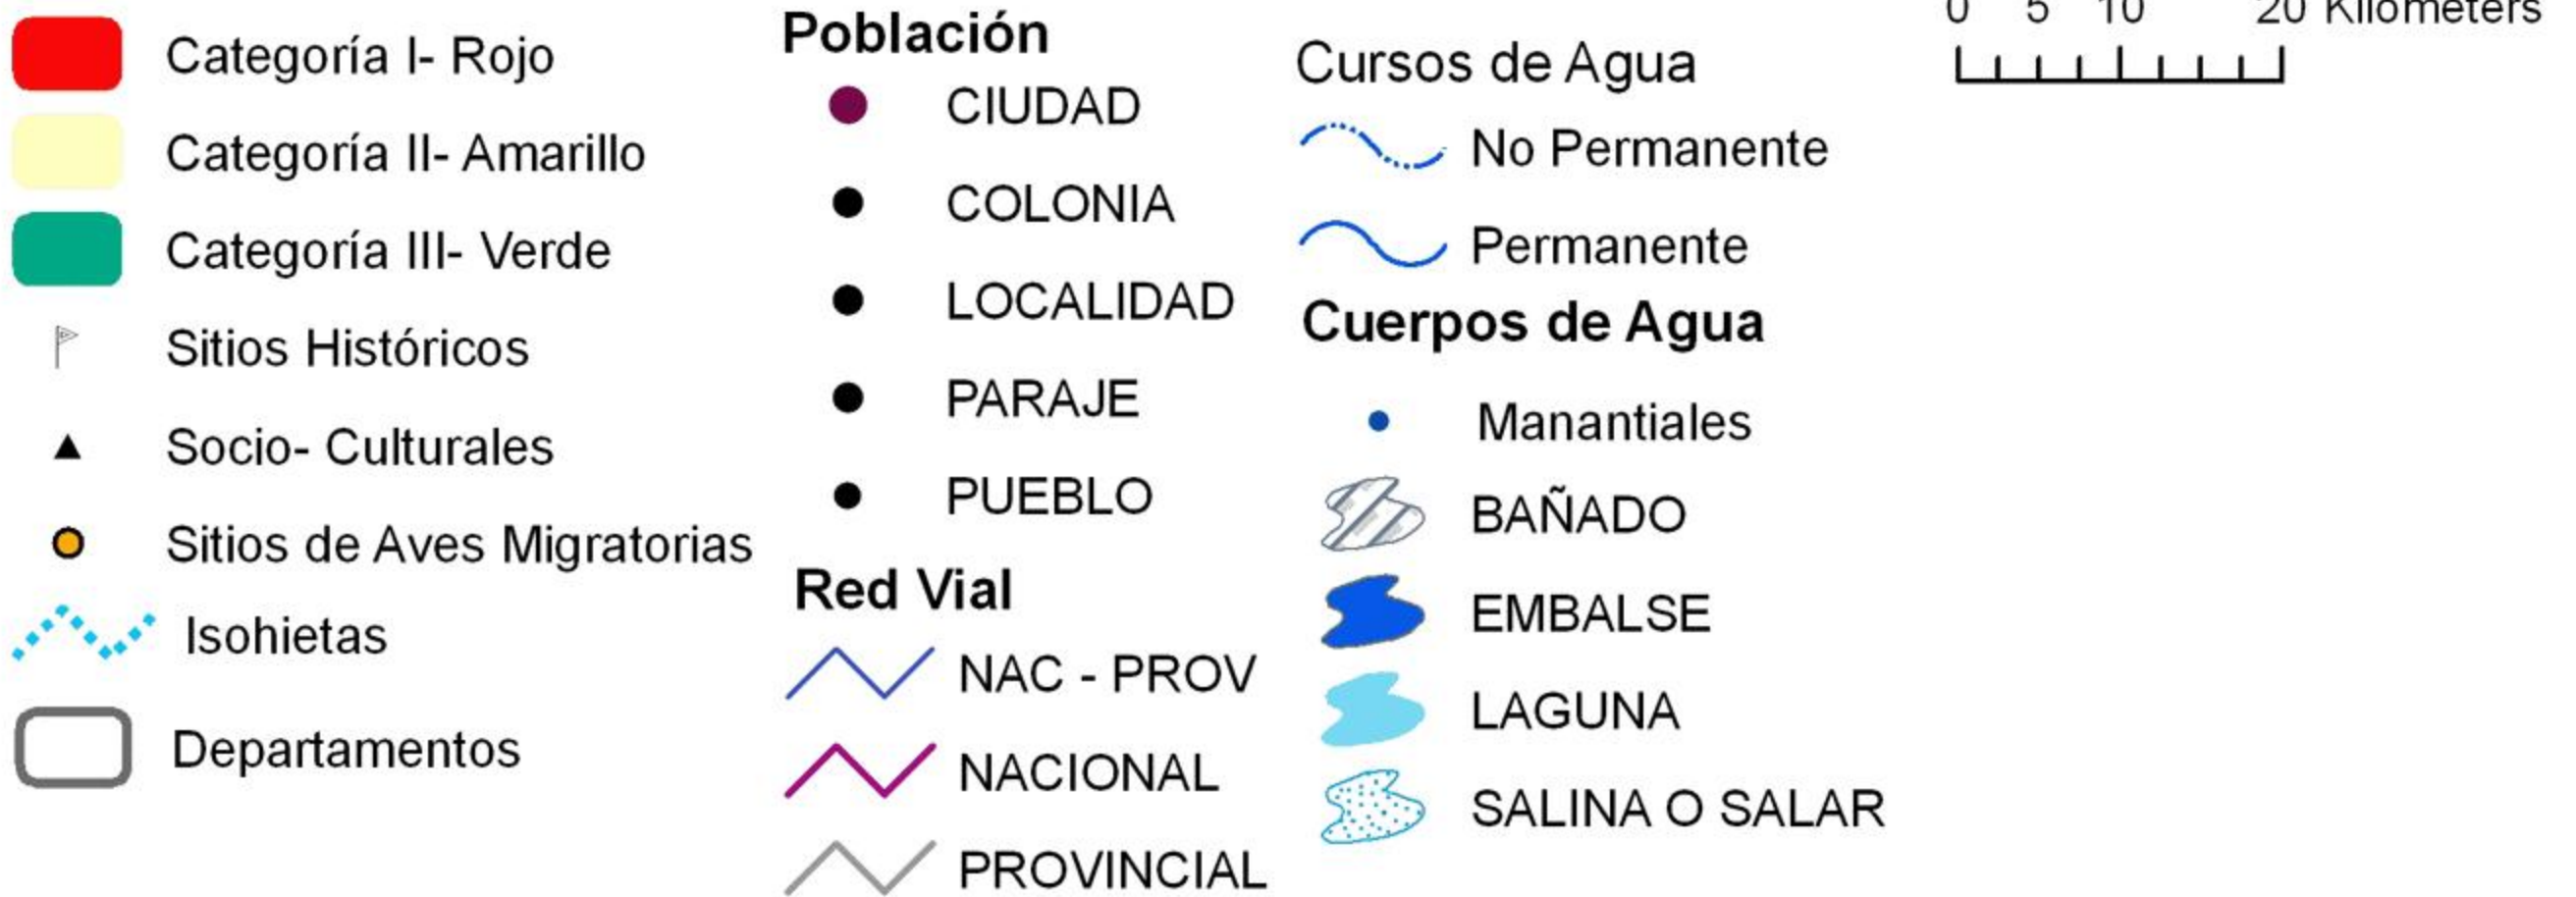 Categoría I- Rojo
Categoría II- Amarillo
Categoría III- Verde
Sitios Históricos
Socio- Culturales
Sitios de Aves Migratorias
Isohietas
Departamentos
Población
CIUDAD
COLONIA
LOCALIDAD
PARAJE
PUEBLO
Red Vial
NAC - PROV
NACIONAL
PROVINCIAL
Cursos de Agua
No Permanente
Permanente
Cuerpos de Agua
Manantiales
BAÑADO
EMBALSE
LAGUNA
SALINA O SALAR
0 5 10 20 Kilometers